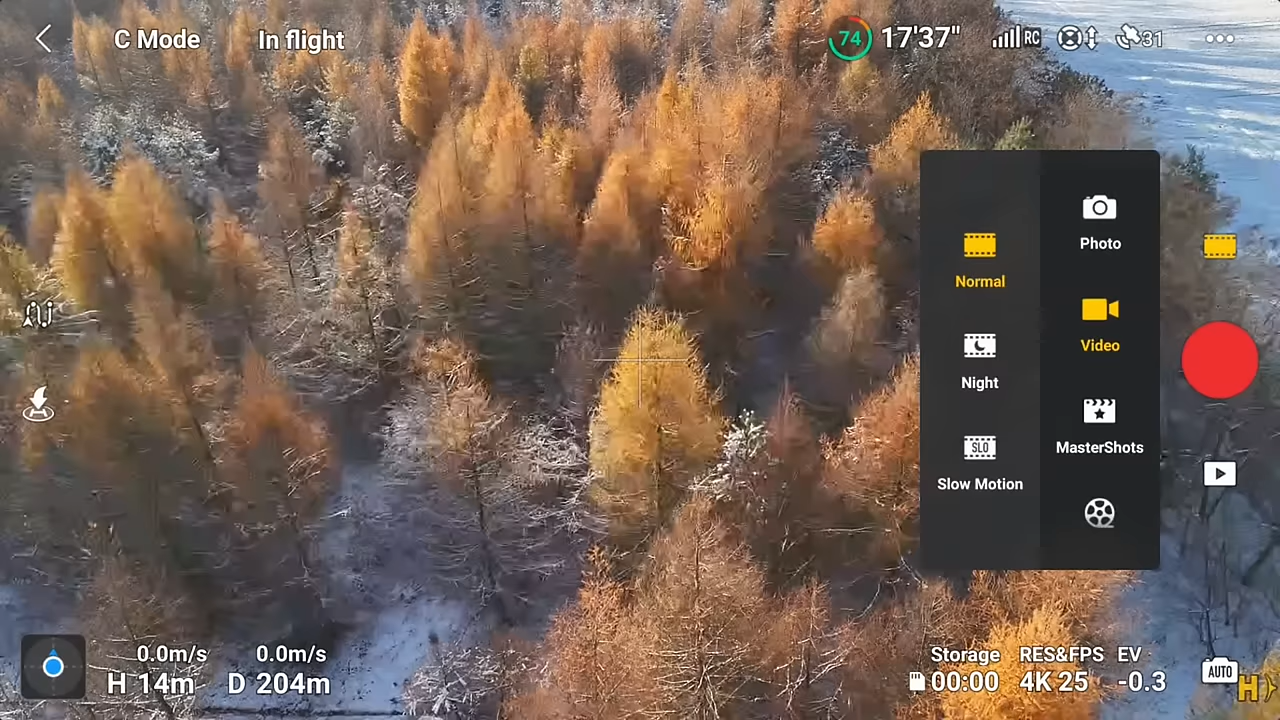 C Mode In flight 74 17'37" RC 31
Photo
Normal
Video
Night
MasterShots
SLO
Slow Motion
0.0m/s 0.0m/s
H 14m D 204m
Storage RES&FPS EV
00:00 4K 25 -0.3
AUTO
H